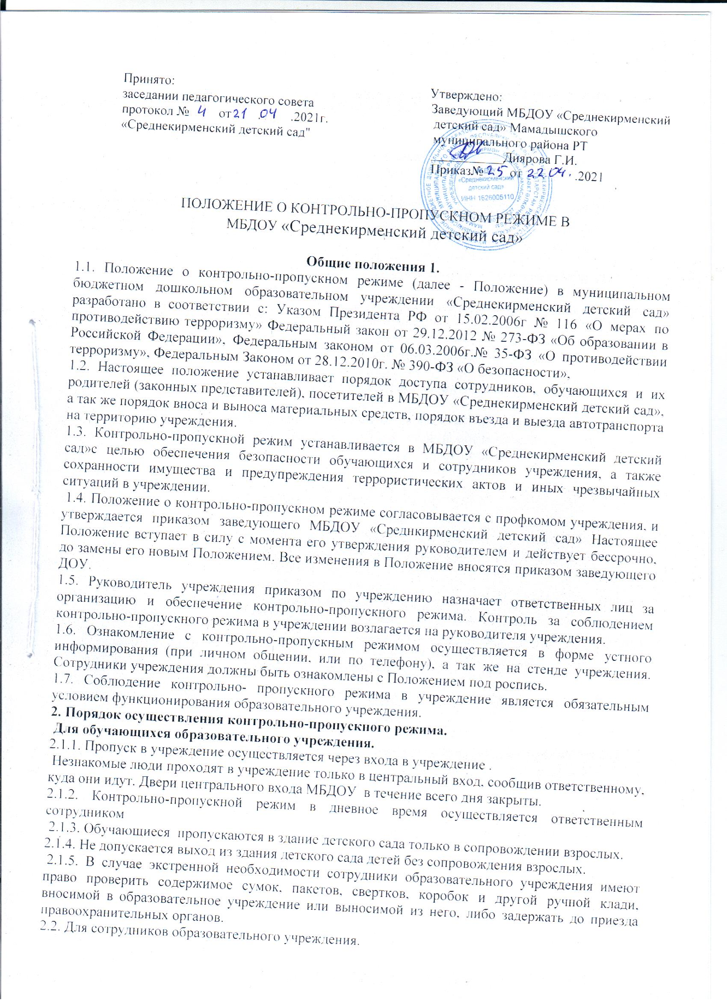 Принято:
заседании педагогического совета
протокол № 4 от 21 .04 .2021г.
«Среднекирменский детский сад"
Утверждено:
Заведующий МБДОУ «Среднекирменский
детский сад» Мамадышского
муниципального района РТ
____________Диярова Г.И.
Приказ№ 25 от 22.04. .2021
«Среднекирменский
детский сад»
ИНН 1626005110
ПОЛОЖЕНИЕ О КОНТРОЛЬНО-ПРОПУСКНОМ РЕЖИМЕ В
МБДОУ «Среднекирменский детский сад»
Общие положения 1.
1.1. Положение о контрольно-пропускном режиме (далее - Положение) в муниципальном
бюджетном дошкольном образовательном учреждении «Среднекирменский детский сад»
разработано в соответствии с: Указом Президента РФ от 15.02.2006г № 116 «О мерах по
противодействию терроризму» Федеральный закон от 29.12.2012 № 273-ФЗ «Об образовании в
Российской Федерации», Федеральным законом от 06.03.2006г.№ 35-ФЗ «О противодействии
терроризму», Федеральным Законом от 28.12.2010г. № 390-ФЗ «О безопасности»,
1.2. Настоящее положение устанавливает порядок доступа сотрудников, обучающихся и их
родителей (законных представителей), посетителей в МБДОУ «Среднекирменский детский сад»,
а так же порядок вноса и выноса материальных средств, порядок въезда и выезда автотранспорта
на территорию учреждения.
1.3. Контрольно-пропускной режим устанавливается в МБДОУ «Среднекирменский детский
сад»с целью обеспечения безопасности обучающихся и сотрудников учреждения, а также
сохранности имущества и предупреждения террористических актов и иных чрезвычайных
ситуаций в учреждении.
1.4. Положение о контрольно-пропускном режиме согласовывается с профкомом учреждения, и
утверждается приказом заведующего МБДОУ «Среднкирменский детский сад» Настоящее
Положение вступает в силу с момента его утверждения руководителем и действует бессрочно,
до замены его новым Положением. Все изменения в Положение вносятся приказом заведующего
ДОУ.
1.5. Руководитель учреждения приказом по учреждению назначает ответственных лиц за
организацию и обеспечение контрольно-пропускного режима. Контроль за соблюдением
контрольно-пропускного режима в учреждении возлагается на руководителя учреждения.
1.6. Ознакомление с контрольно-пропускным режимом осуществляется в форме устного
информирования (при личном общении, или по телефону), а так же на стенде учреждения.
Сотрудники учреждения должны быть ознакомлены с Положением под роспись.
1.7. Соблюдение контрольно- пропускного режима в учреждение является обязательным
условием функционирования образовательного учреждения.
2. Порядок осуществления контрольно-пропускного режима.
Для обучающихся образовательного учреждения.
2.1.1. Пропуск в учреждение осуществляется через входа в учреждение .
Незнакомые люди проходят в учреждение только в центральный вход, сообщив ответственному,
куда они идут. Двери центрального входа МБДОУ в течение всего дня закрыты.
2.1.2. Контрольно-пропускной режим в дневное время осуществляется ответственным
сотрудником
2.1.3. Обучающиеся пропускаются в здание детского сада только в сопровождении взрослых.
2.1.4. Не допускается выход из здания детского сада детей без сопровождения взрослых.
2.1.5. В случае экстренной необходимости сотрудники образовательного учреждения имеют
право проверить содержимое сумок, пакетов, свертков, коробок и другой ручной клади,
вносимой в образовательное учреждение или выносимой из него, либо задержать до приезда
правоохранительных органов.
2.2. Для сотрудников образовательного учреждения.